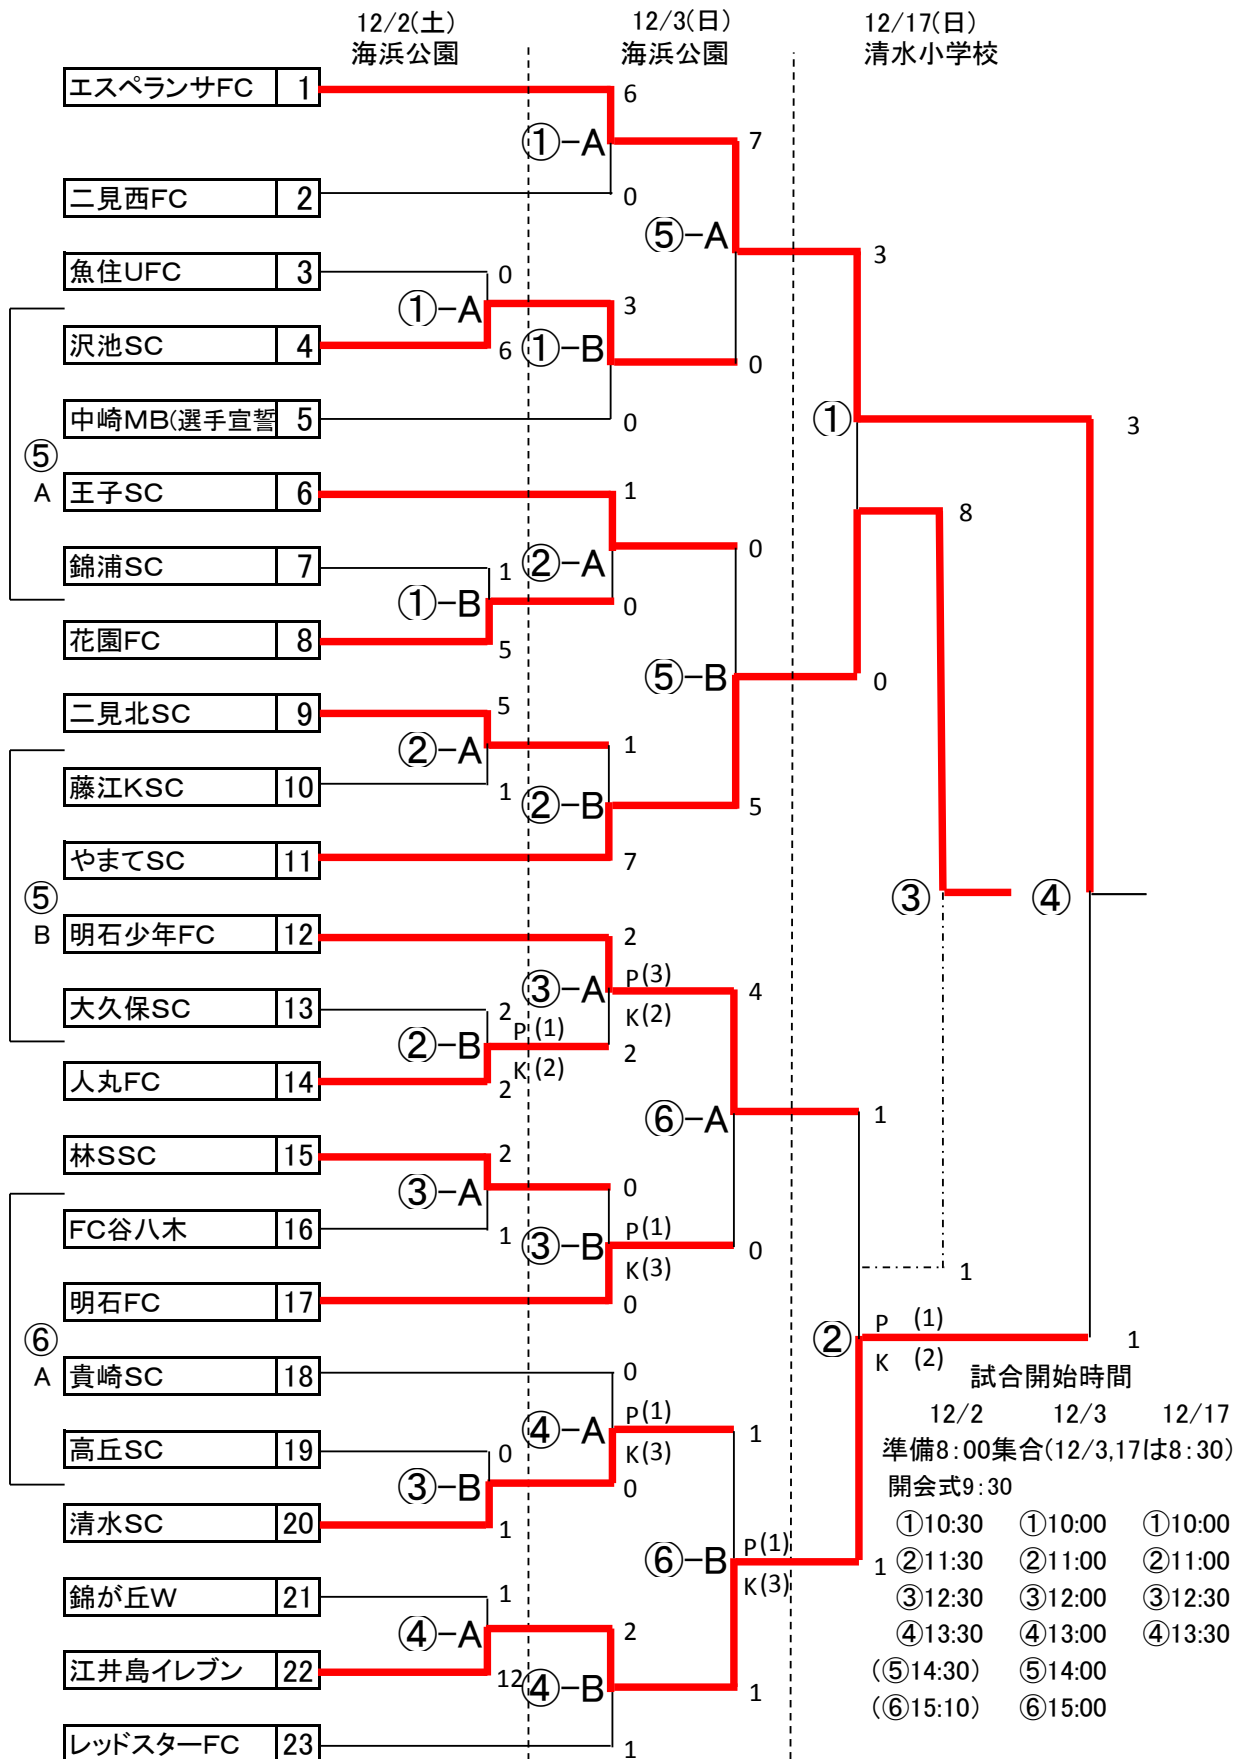 12/2(土) 12/3(日) 12/17(日)
海浜公園 海浜公園 清水小学校
エスペランサFC 1
6
①-A 7
二見西FC 2
0
⑤-A
3
魚住UFC 3
0
①-A 3
沢池SC 4
6 ①-B
0
中崎MB(選手宣誓 5
0
① 3
⑤
A
王子SC 6
1
8
②-A 0
錦浦SC 7
1
①-B 0
花園FC 8
5
⑤-B 0
二見北SC 9
5
②-A 1
藤江KSC 10
1 ②-B 5
やまてSC 11
7
⑤
B
③ ④
明石少年FC 12
2
③-A P(3) 4
K(2)
大久保SC 13
2 P(1)
②-B 2
K(2)
人丸FC 14
2
⑥-A 1
林SSC 15
2
③-A 0
FC谷八木 16
1 ③-B P(1) 0
K(3)
1
明石FC 17
0
⑥
A
② P (1) 1
K (2)
貴崎SC 18
0
④-A P(1) 1
K(3)
高丘SC 19
0
③-B 0
清水SC 20
1
⑥-B P(1)
K(3)
1
錦が丘W 21
1
④-A 2
江井島イレブン 22
12 ④-B 1
レッドスターFC 23
1
試合開始時間
12/2 12/3 12/17
準備8:00集合(12/3,17は8:30)
開会式9:30
①10:30 ①10:00 ①10:00
②11:30 ②11:00 ②11:00
③12:30 ③12:00 ③12:30
④13:30 ④13:00 ④13:30
(⑤14:30) ⑤14:00
(⑥15:10) ⑥15:00